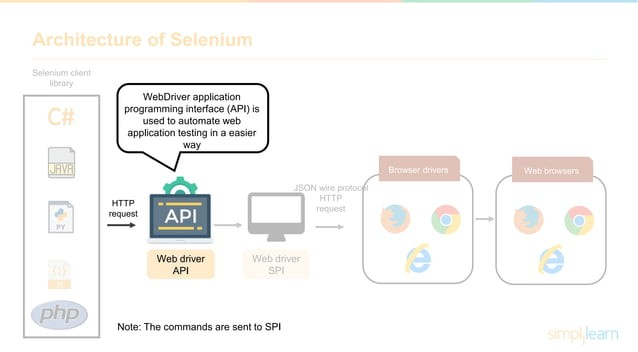 Architecture of Selenium
Selenium client
library
C#
JAVA
PY
{}
JS
php
WebDriver application
programming interface (API) is
used to automate web
application testing in a easier
way
HTTP
request
API
Web driver
API
Web driver
SPI
JSON wire protocol
HTTP
request
Browser drivers
Web browsers
Note: The commands are sent to SPI
simplilearn